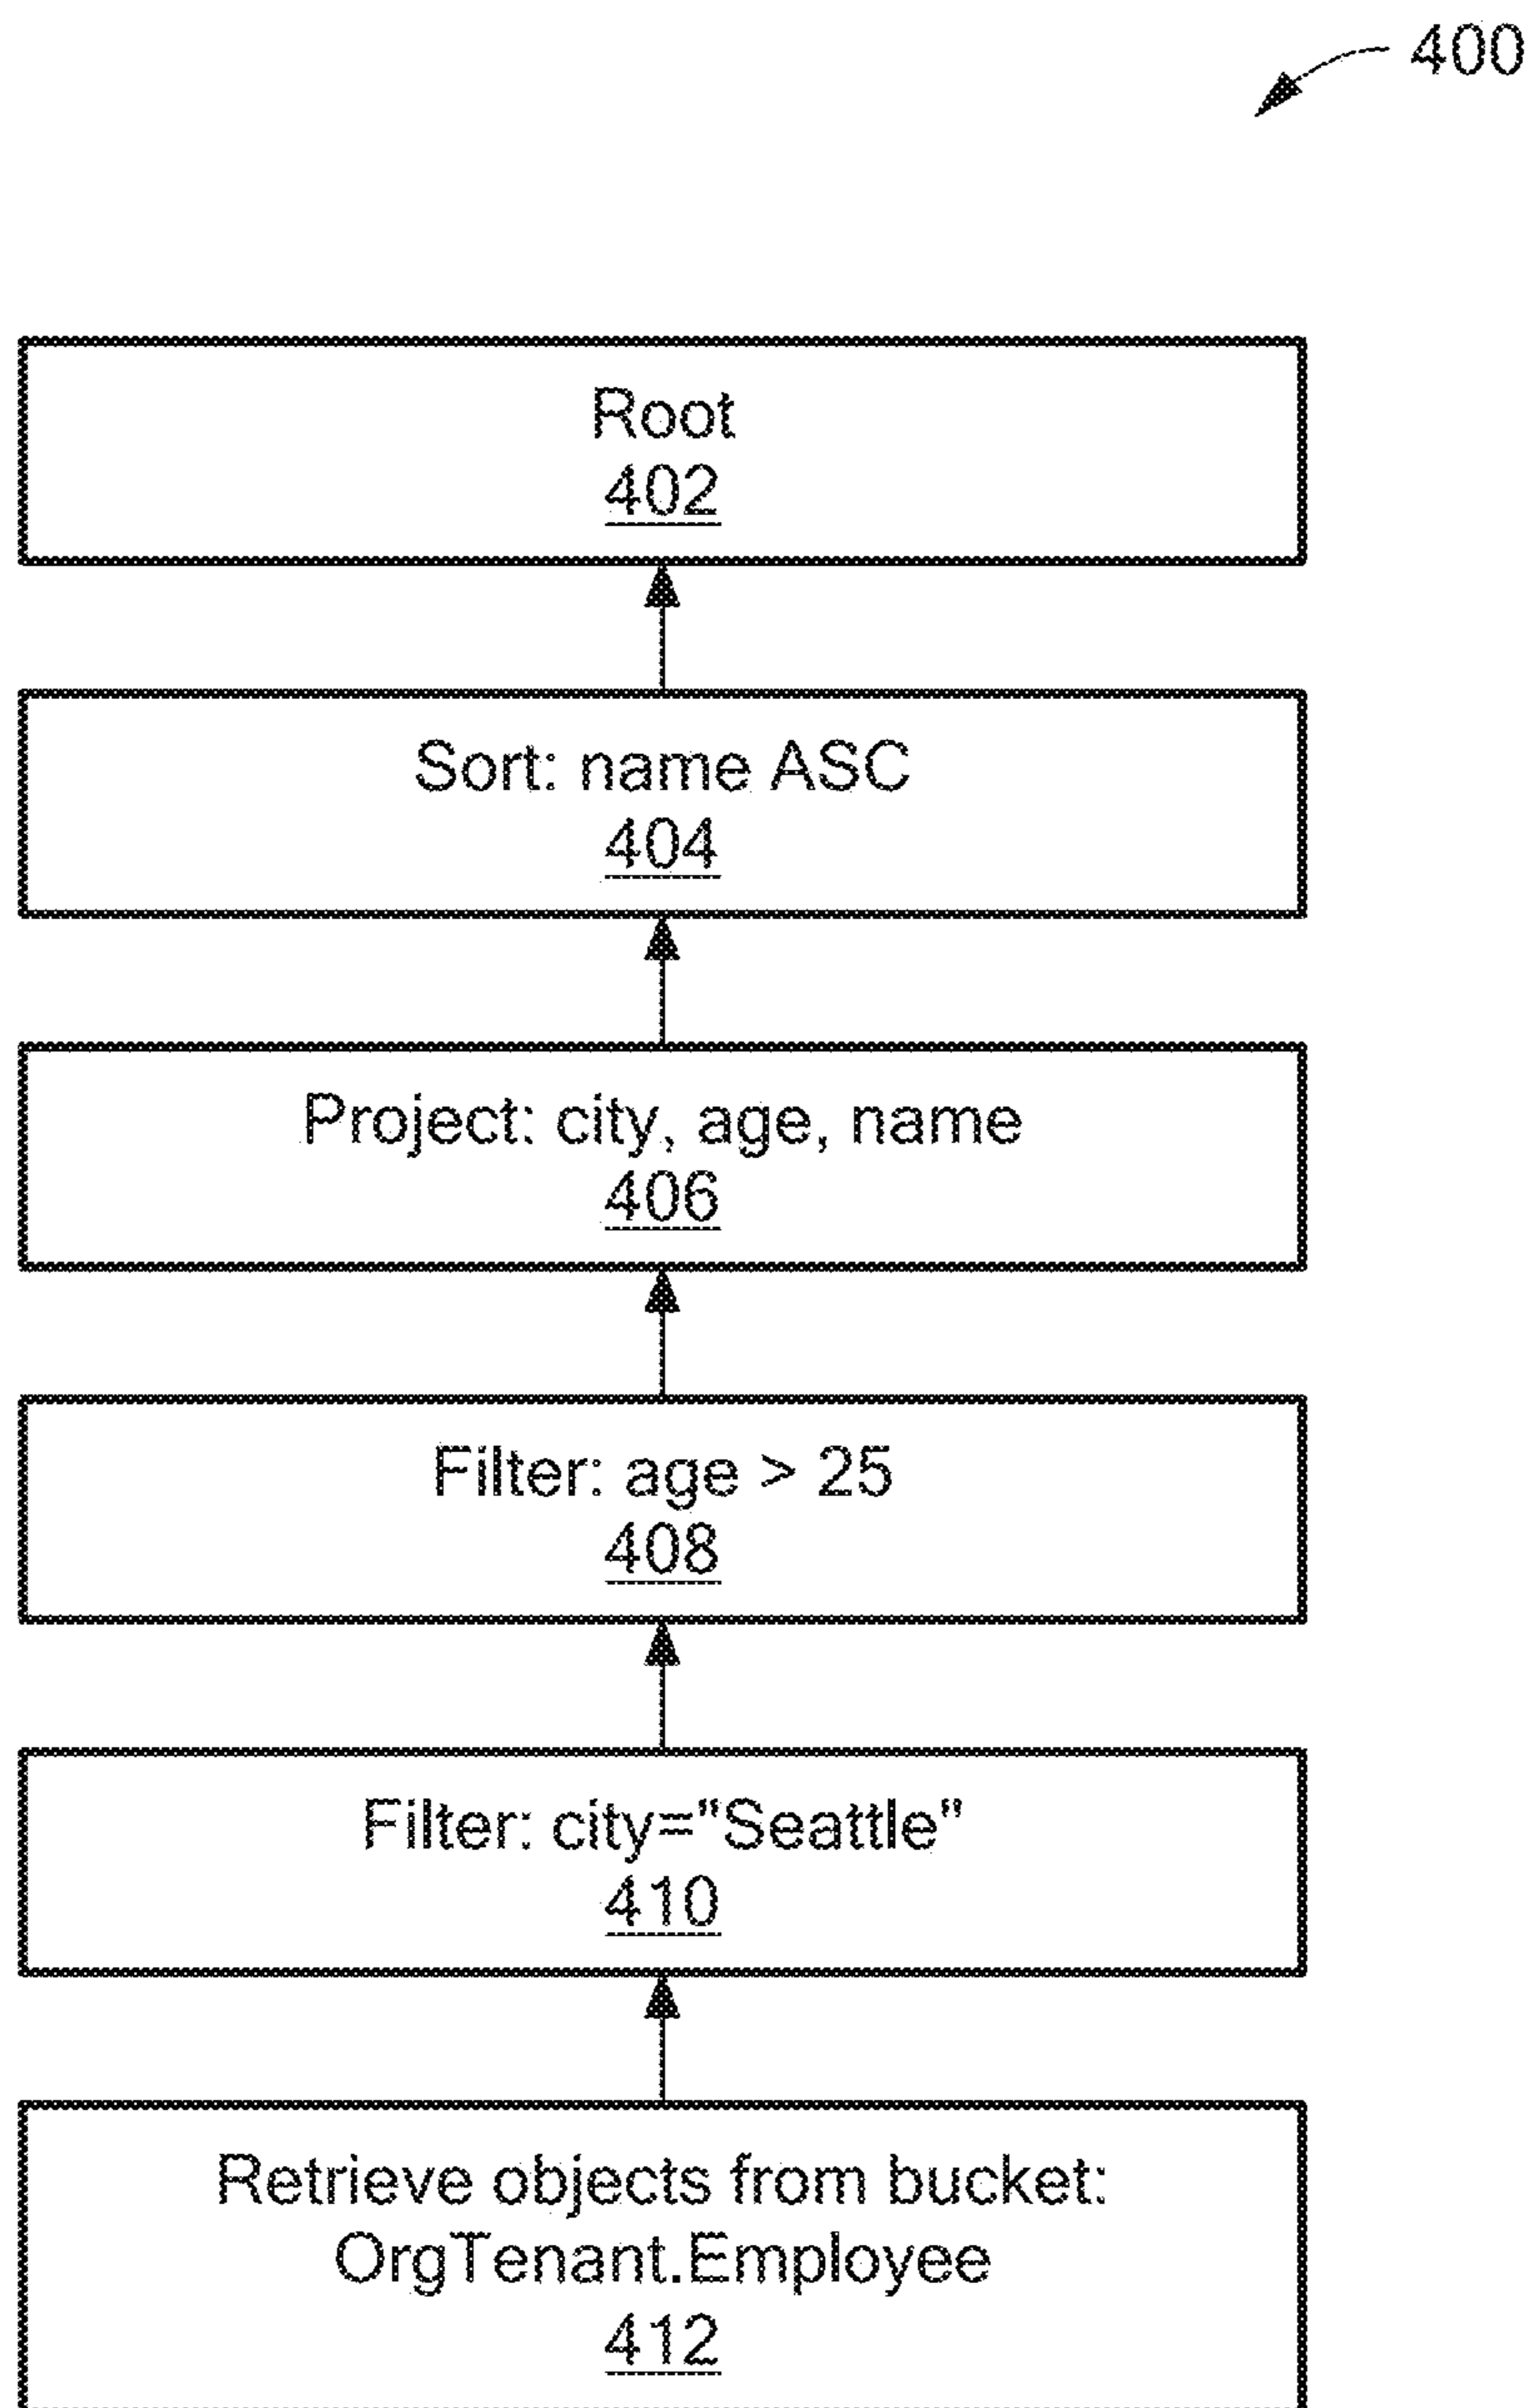 400
Root
402
Sort: name ASC
404
Project: city, age, name
406
Filter: age > 25
408
Filter: city="Seattle"
410
Retrieve objects from bucket:
OrgTenant.Employee
412